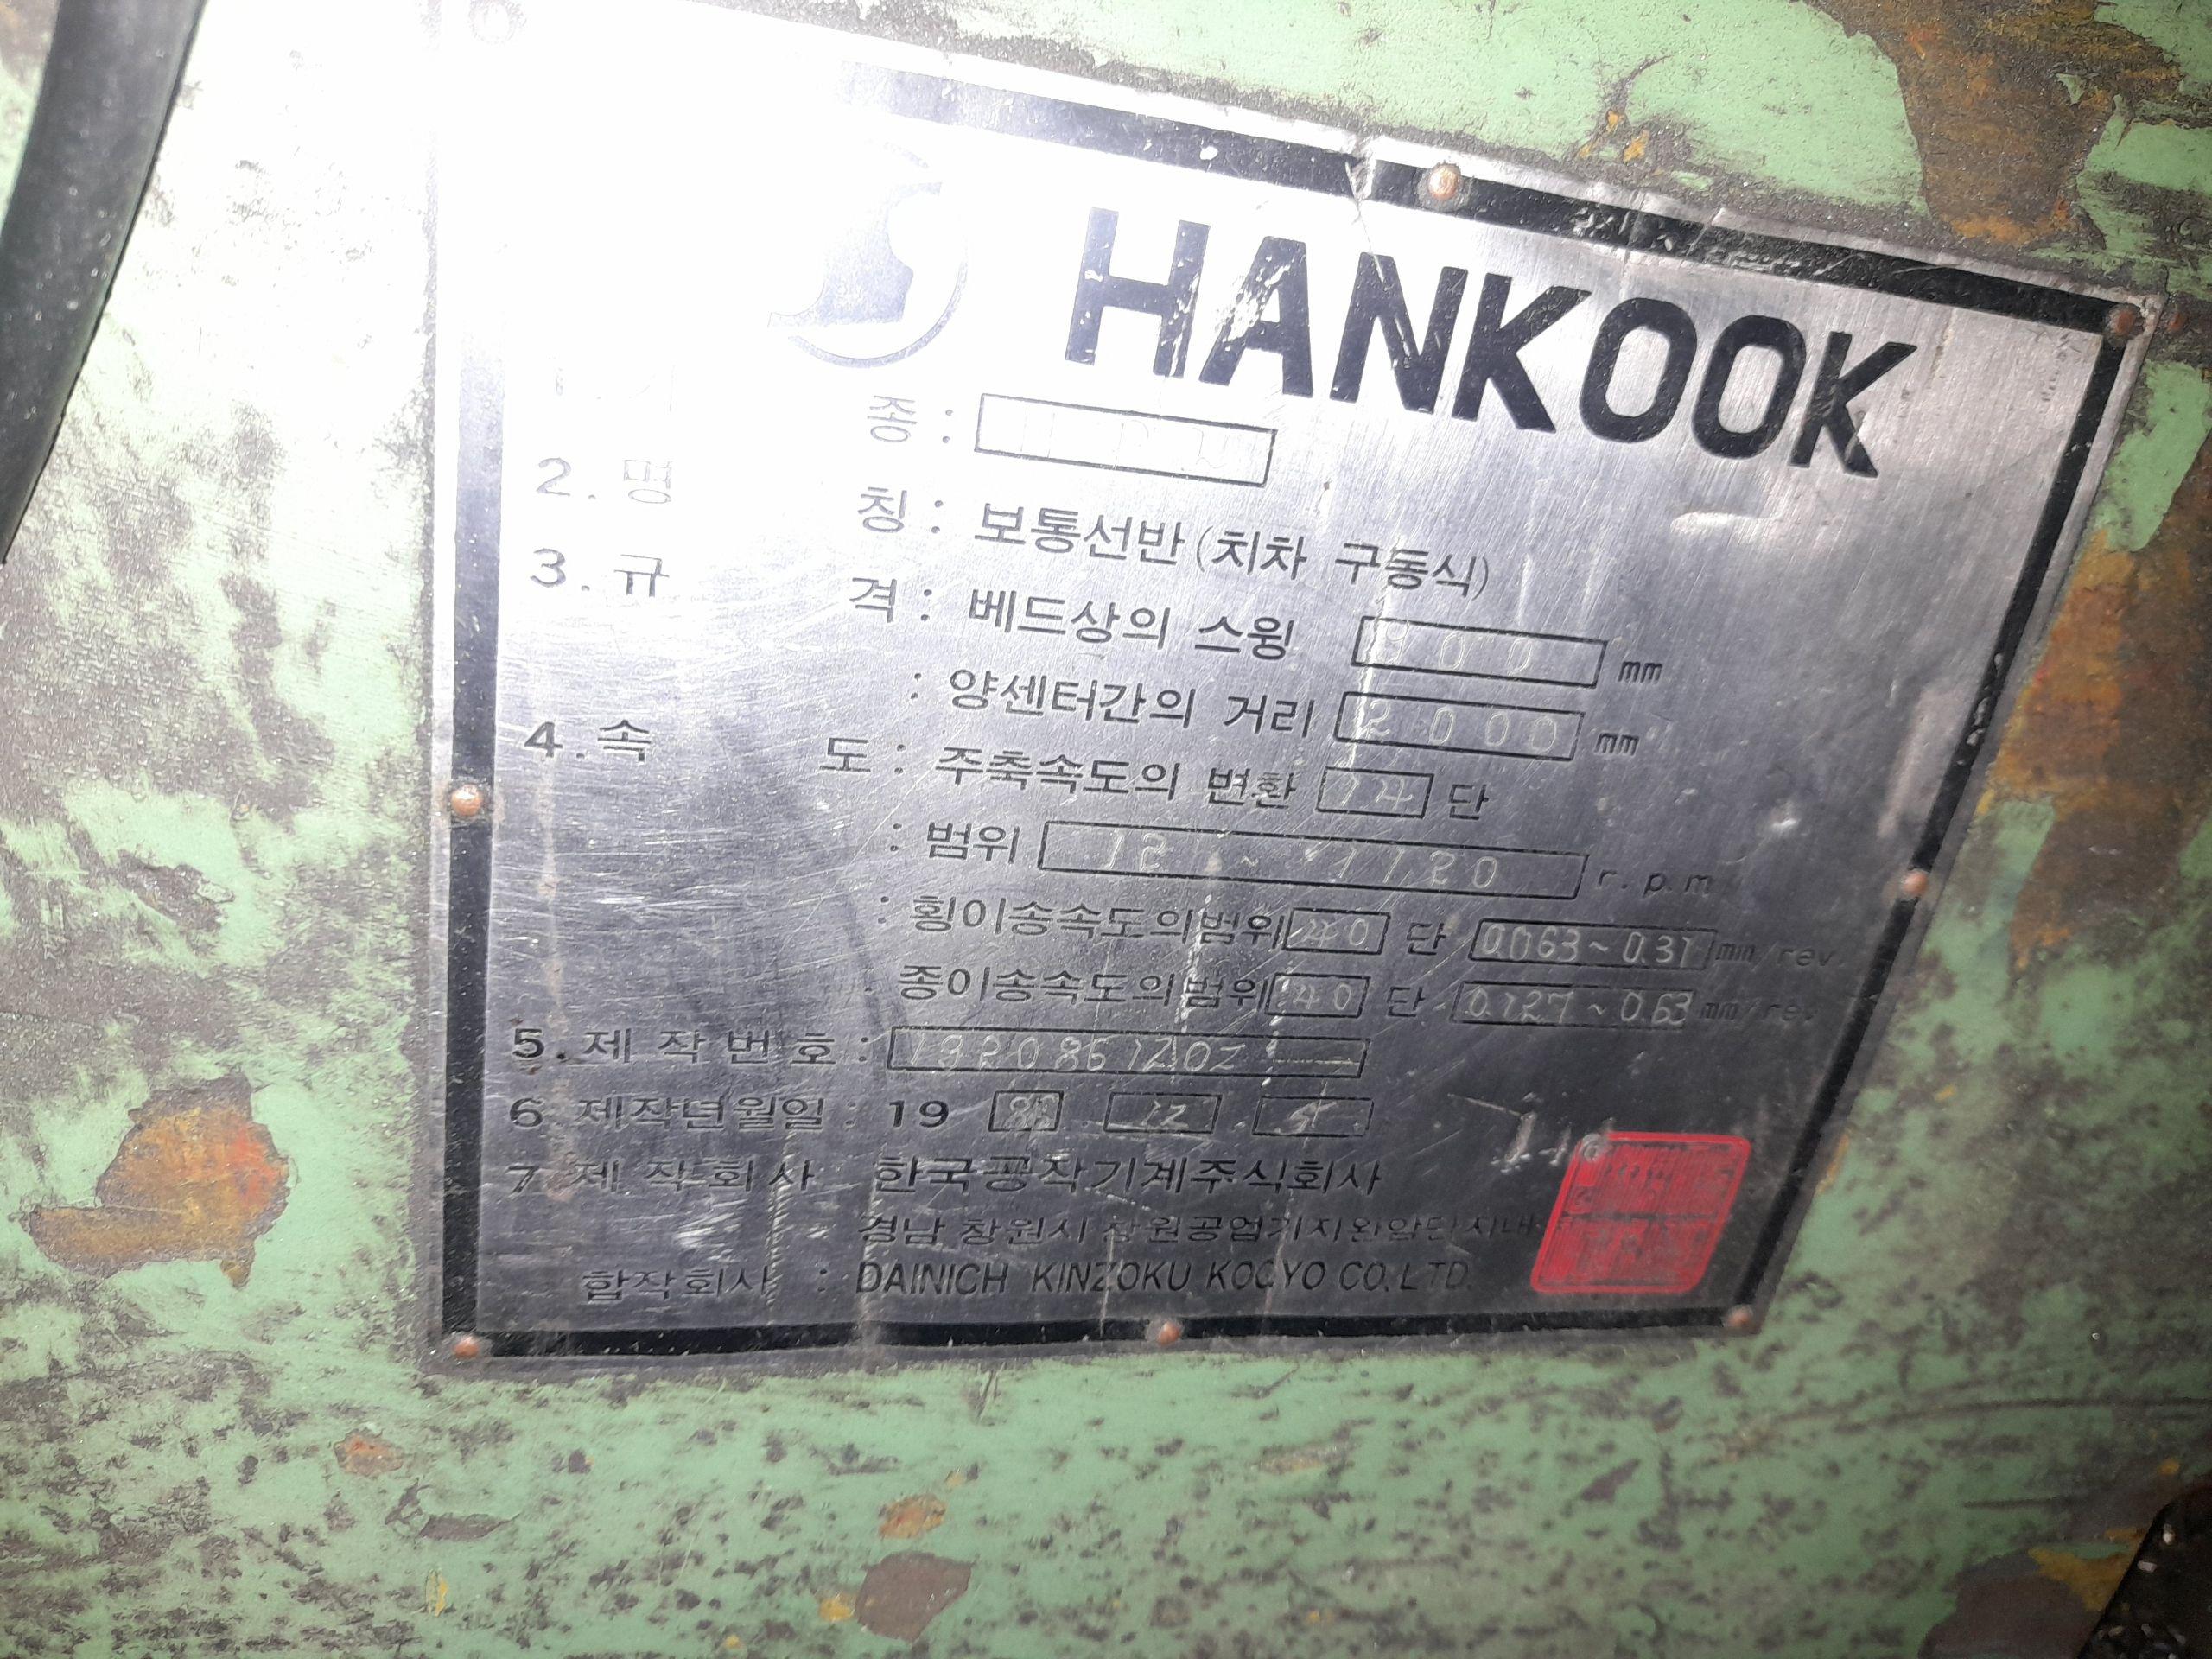 HANKOOK
종 :
2. 명 칭 : 보통선반 (치차 구동식)
3. 규 격 : 베드상의 스윙 900 mm
: 양센터간의 거리 2000 mm
4. 속 도 : 주축속도의 변환 단
: 범위 12 ~ 1120 r.p.m
: 횡이송속도의범위 40 단 0.063~0.31 mm/rev.
종이송속도의범위 40 단 0.127~0.63 mm/rev
5. 제작번호 :
6 제작년월일 : 19 12
7 제작회사 한국공작기계주식회사
경남 창원시 창원공업기지완암단지내
합작회사 : DAINICH KINZOKU KOGYO CO. LTD.